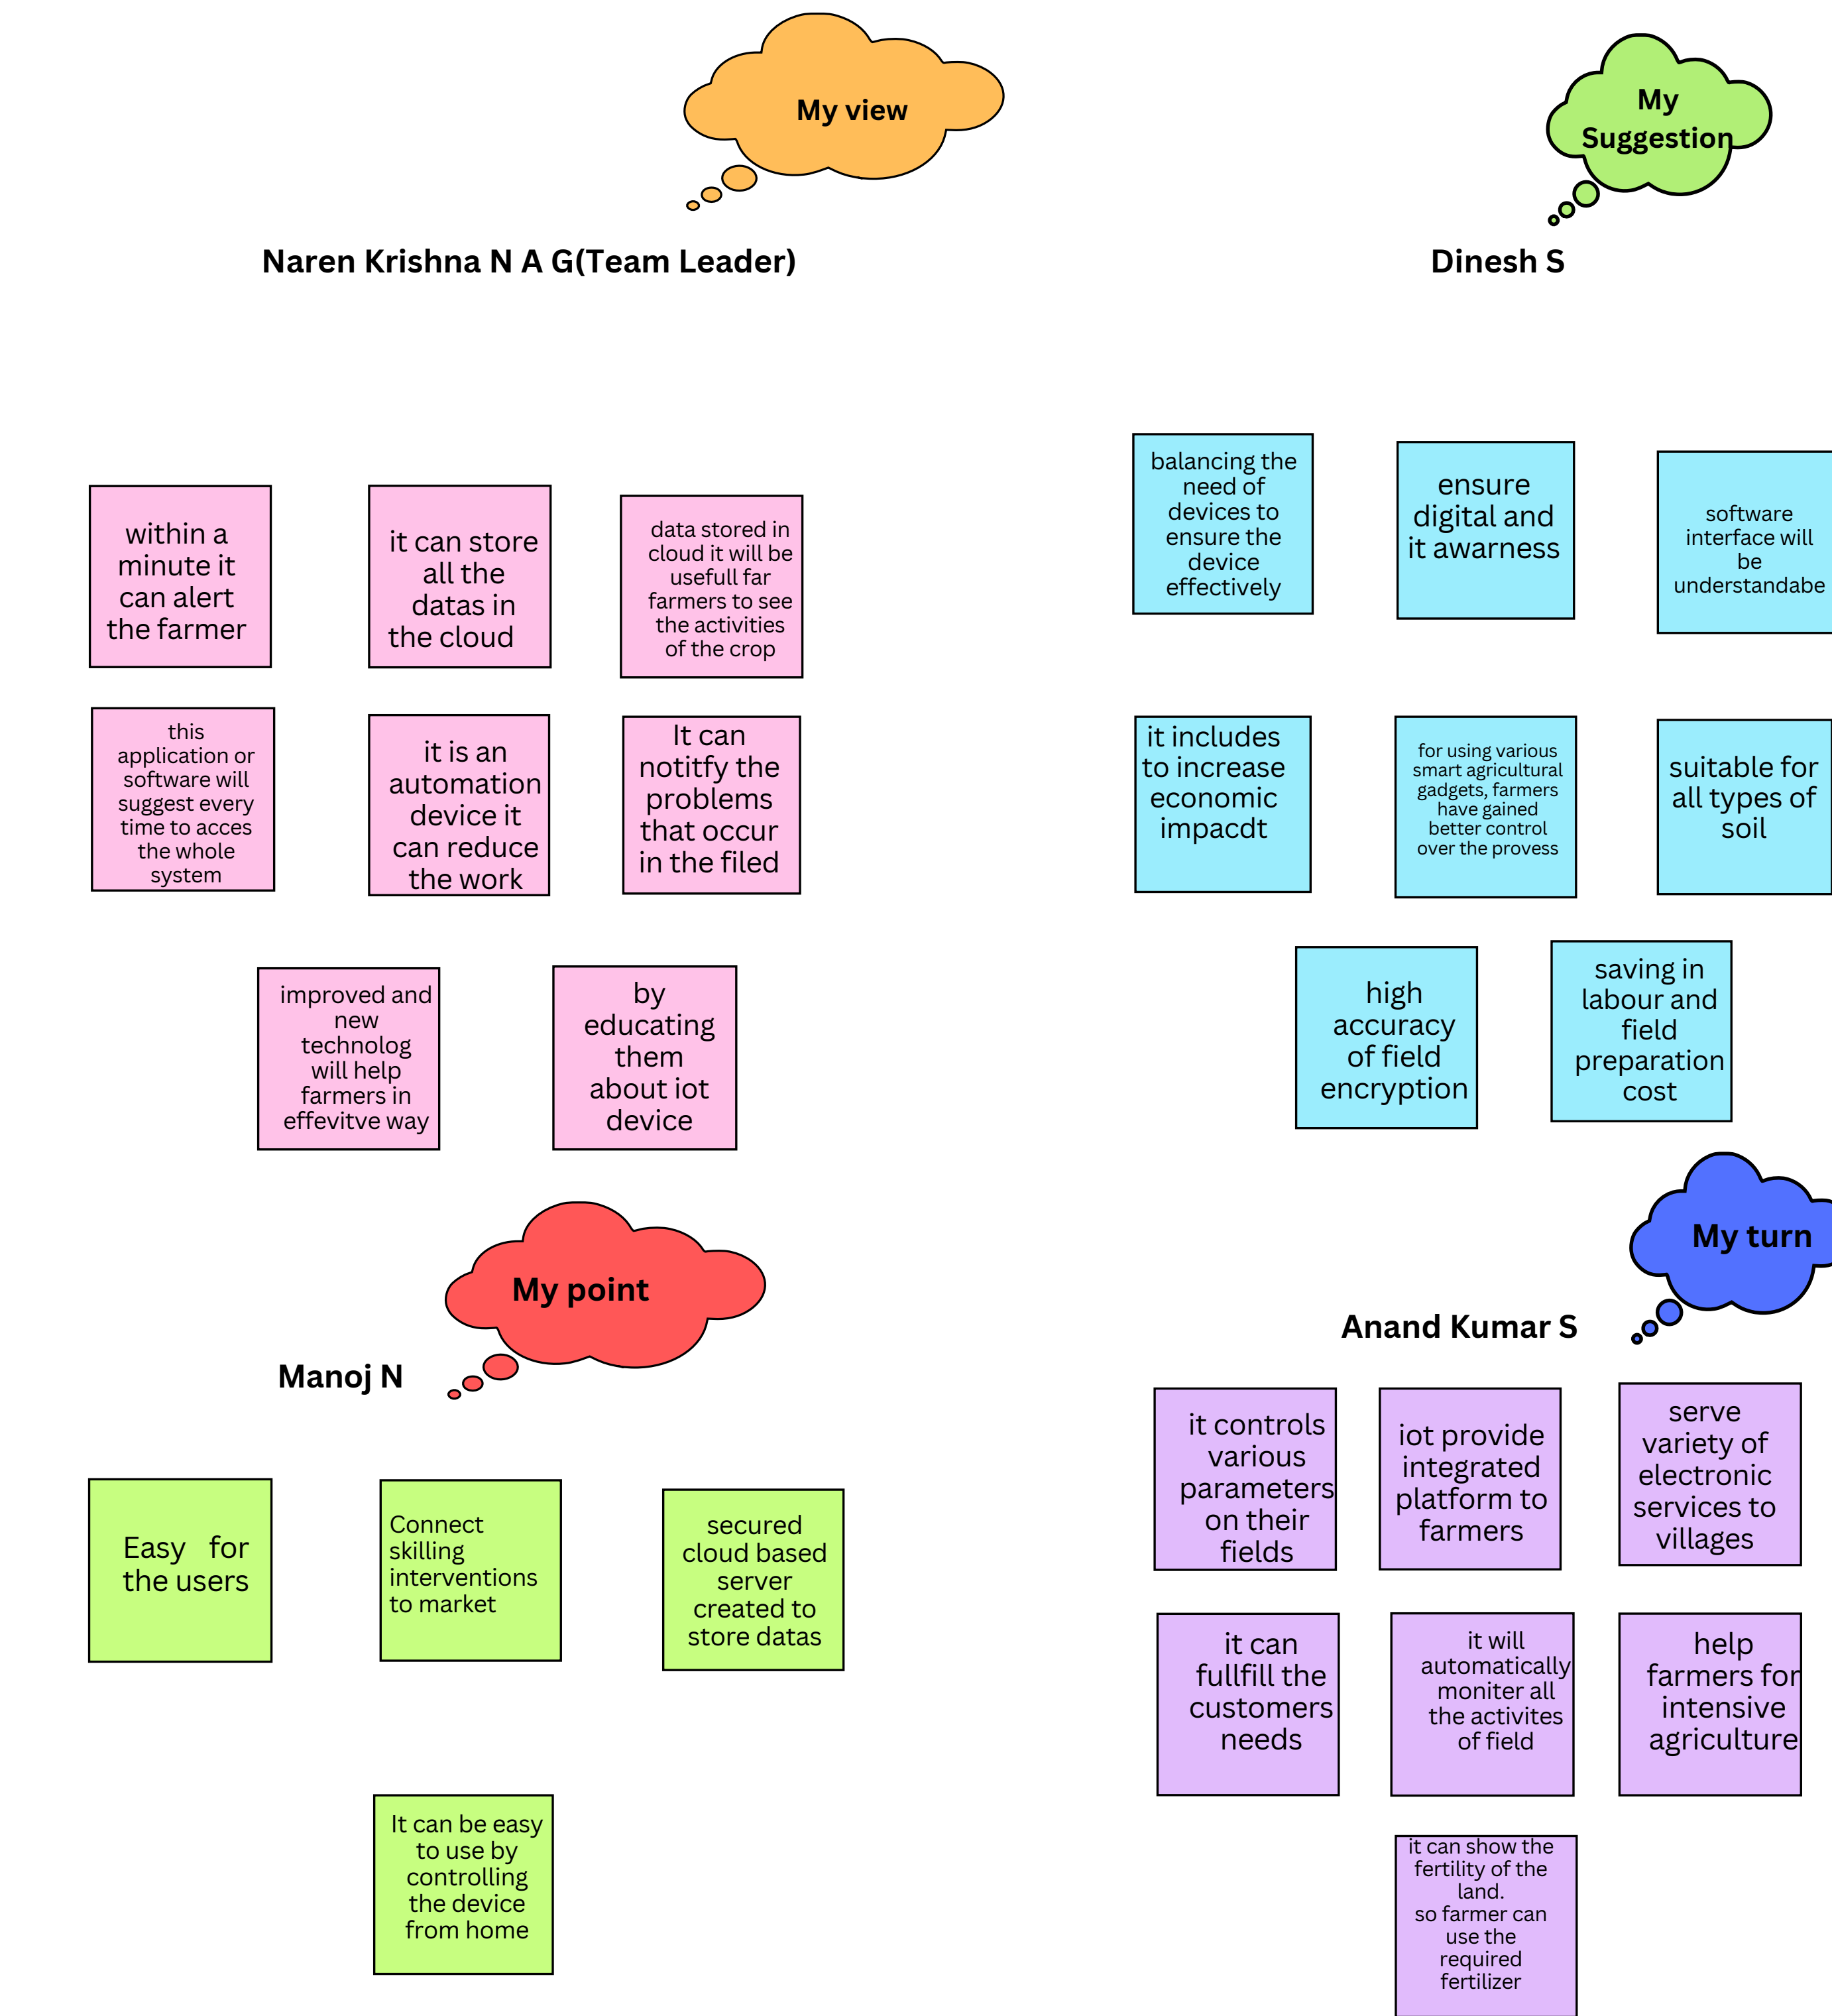 My view
Naren Krishna N A G(Team Leader)
within a
minute it
can alert
the farmer
it can store
all the
datas in
the cloud
data stored in
cloud it will be
usefull far
farmers to see
the activities
of the crop
this
application or
software will
suggest every
time to acces
the whole
system
it is an
automation
device it
can reduce
the work
It can
notitfy the
problems
that occur
in the filed
improved and
new
technolog
will help
farmers in
effevitve way
by
educating
them
about iot
device
My
Suggestion
Dinesh S
balancing the
need of
devices to
ensure the
device
effectively
ensure
digital and
it awarness
software
interface will
be
understandabe
it includes
to increase
economic
impacdt
for using various
smart agricultural
gadgets, farmers
have gained
better control
over the provess
suitable for
all types of
soil
high
accuracy
of field
encryption
saving in
labour and
field
preparation
cost
My point
Manoj N
Easy for
the users
Connect
skilling
interventions
to market
secured
cloud based
server
created to
store datas
It can be easy
to use by
controlling
the device
from home
My turn
Anand Kumar S
it controls
various
parameters
on their
fields
iot provide
integrated
platform to
farmers
serve
variety of
electronic
services to
villages
it can
fullfill the
customers
needs
it will
automatically
moniter all
the activites
of field
help
farmers for
intensive
agriculture
it can show the
fertility of the
land.
so farmer can
use the
required
fertilizer